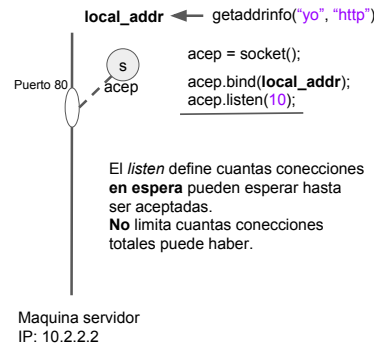 local_addr getaddrinfo("yo", "http")
s
acep
Puerto 80
acep = socket();
acep.bind(local_addr);
acep.listen(10);
El listen define cuantas conecciones
en espera pueden esperar hasta
ser aceptadas.
No limita cuantas conecciones
totales puede haber.
Maquina servidor
IP: 10.2.2.2